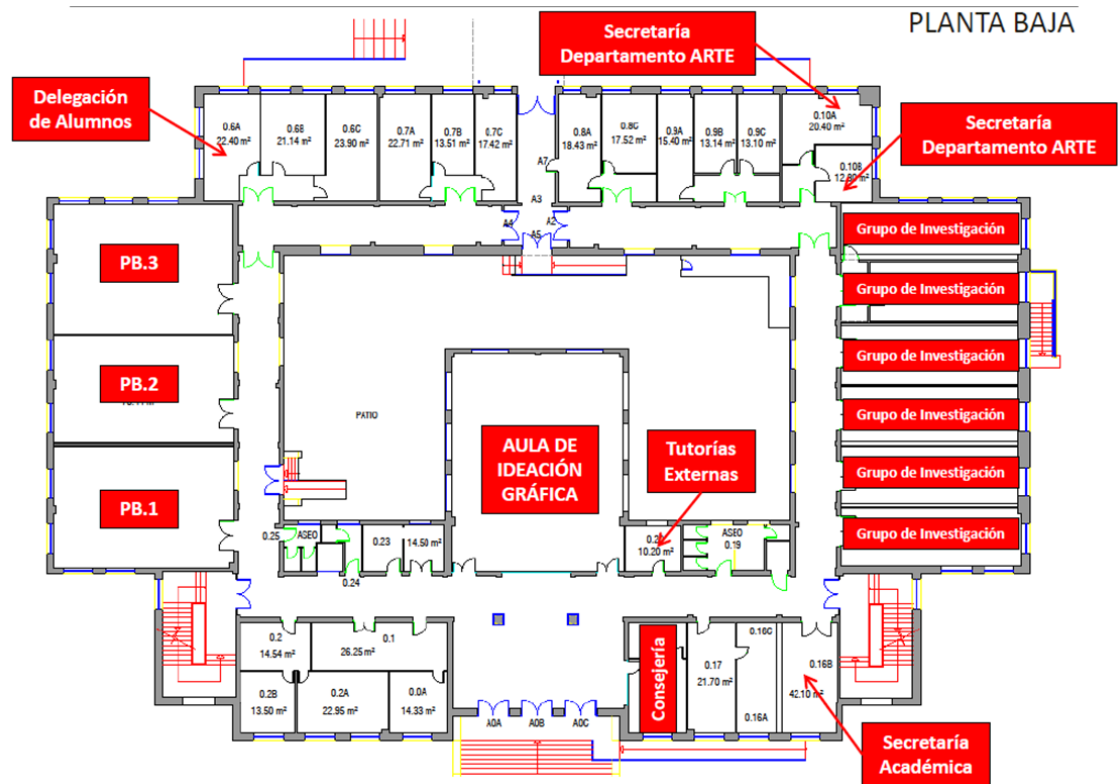 PLANTA BAJA
Secretaría
Departamento ARTE
Delegación
de Alumnos
0.6A
22.40 m²
0.6B
21.14 m²
0.6C
23.90 m²
0.7A
22.71 m²
0.7B
13.51 m²
0.7C
17.42 m²
0.8A
18.43 m²
0.8C
17.52 m²
0.9A
15.40 m²
0.9B
13.14 m²
0.9C
13.10 m²
0.10A
20.40 m²
Secretaría
Departamento ARTE
0.10B
A7
A3
A4
A2
A5
Grupo de Investigación
Grupo de Investigación
Grupo de Investigación
Grupo de Investigación
Grupo de Investigación
Grupo de Investigación
PB.3
PB.2
PB.1
PATIO
AULA DE
IDEACIÓN
GRÁFICA
Tutorías
Externas
0.25
ASEO
0.23
14.50 m²
0.24
10.20 m²
ASEO
0.19
0.2
14.54 m²
0.1
26.25 m²
0.2B
13.50 m²
0.2A
22.95 m²
0.0A
14.33 m²
A0A
A0B
A0C
Consejería
0.17
21.70 m²
0.16C
0.16A
0.16B
42.10 m²
Secretaría
Académica